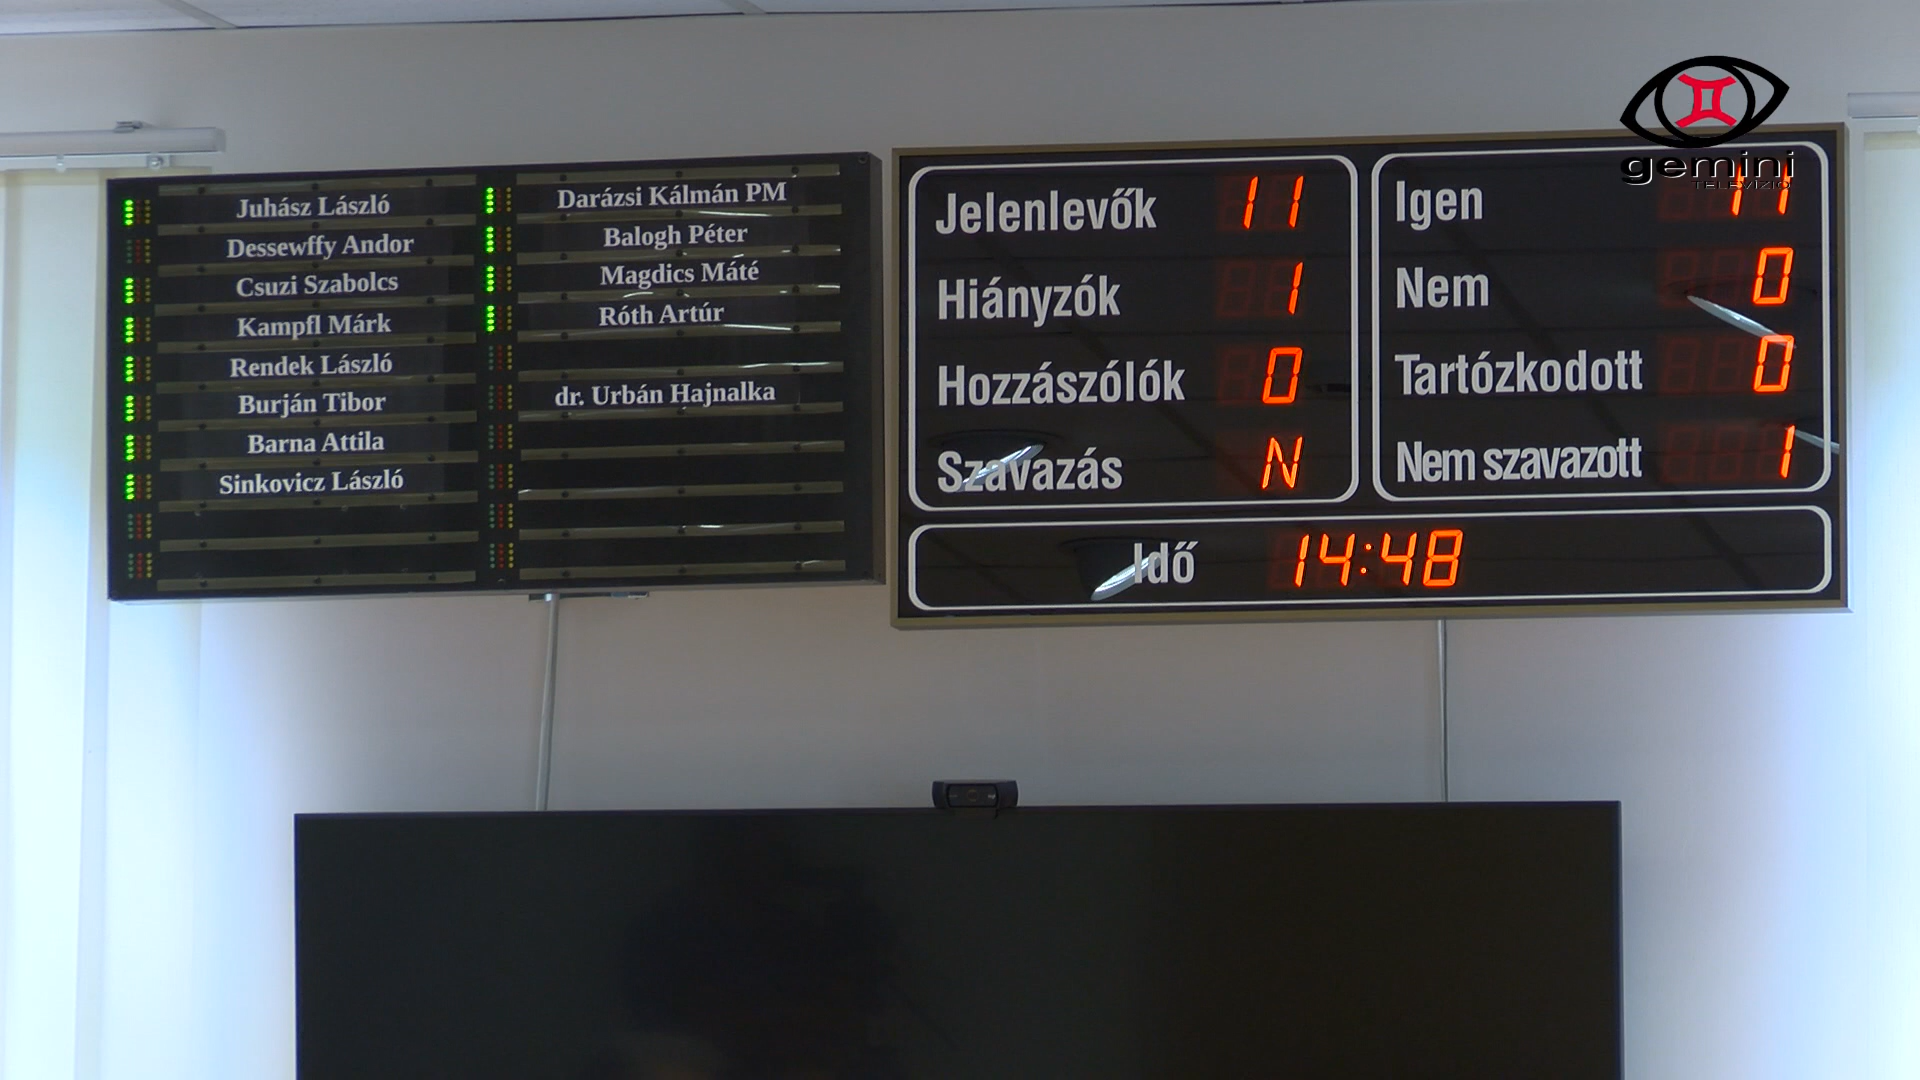 gemini
TELEVÍZIÓ
Juhász László
Dessewffy Andor
Csuzi Szabolcs
Kampfl Márk
Rendek László
Burján Tibor
Barna Attila
Sinkovicz László
Darázsi Kálmán PM
Balogh Péter
Magdics Máté
Róth Artúr
dr. Urbán Hajnalka
Jelenlevők 11
Hiányzók 1
Hozzászólók 0
Szavazás N
Igen 11
Nem 0
Tartózkodott 0
Nem szavazott 1
Idő 14:48